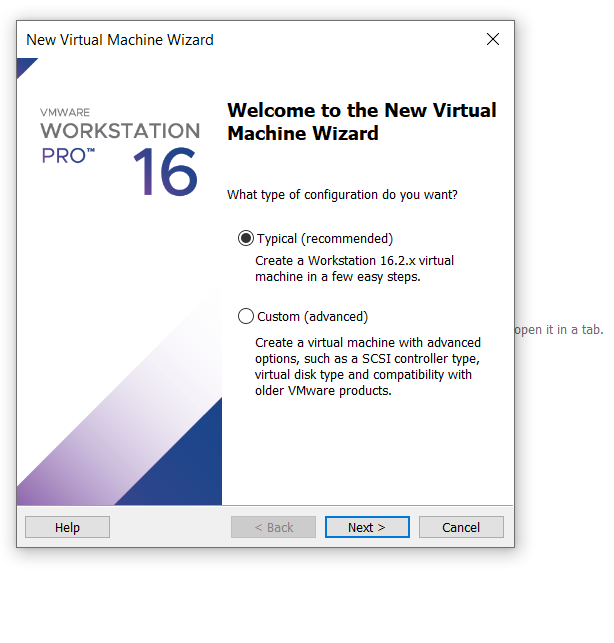 New Virtual Machine Wizard
VMWARE
WORKSTATION
PRO™ 16
Welcome to the New Virtual
Machine Wizard
What type of configuration do you want?
Typical (recommended)
Create a Workstation 16.2.x virtual
machine in a few easy steps.
Custom (advanced)
Create a virtual machine with advanced
options, such as a SCSI controller type,
virtual disk type and compatibility with
older VMware products.
open it in a tab.
Help
< Back
Next >
Cancel